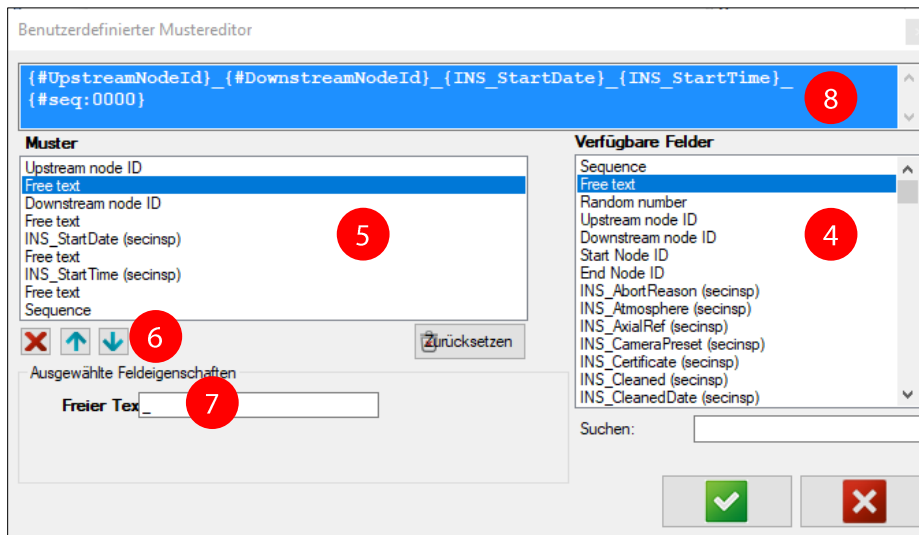 Benutzerdefinierter Mustereditor
{#UpstreamNodeId}_{#DownstreamNodeId}_{INS_StartDate}_{INS_StartTime}_
{#seq:0000}
8
Muster
Upstream node ID
Free text
Downstream node ID
Free text
INS_StartDate (secinsp)
Free text
INS_StartTime (secinsp)
Free text
Sequence
5
6
Zurücksetzen
Ausgewählte Feldeigenschaften
Freier Tex _
7
Verfügbare Felder
Sequence
Free text
Random number
Upstream node ID
Downstream node ID
Start Node ID
End Node ID
INS_AbortReason (secinsp)
INS_Atmosphere (secinsp)
INS_AxialRef (secinsp)
INS_CameraPreset (secinsp)
INS_Certificate (secinsp)
INS_Cleaned (secinsp)
INS_CleanedDate (secinsp)
4
Suchen: